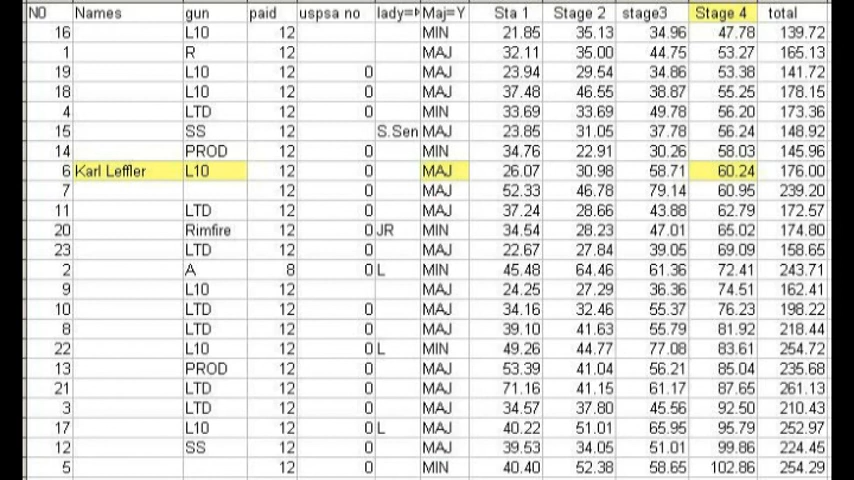 NO Names gun paid uspsa no lady= Maj=Y Sta 1 Stage 2 stage3 Stage 4 total
16 L10 12 MIN 21.85 35.13 34.96 47.78 139.72
1 R 12 MAJ 32.11 35.00 44.75 53.27 165.13
19 L10 12 0 MAJ 23.94 29.54 34.86 53.38 141.72
18 L10 12 0 MAJ 37.48 46.55 38.87 55.25 178.15
4 LTD 12 0 MIN 33.69 33.69 49.78 56.20 173.36
15 SS 12 S.Sen MAJ 23.85 31.05 37.78 56.24 148.92
14 PROD 12 0 MIN 34.76 22.91 30.26 58.03 145.96
6 Karl Leffler L10 12 0 MAJ 26.07 30.98 58.71 60.24 176.00
7 12 0 MAJ 52.33 46.78 79.14 60.95 239.20
11 LTD 12 0 MAJ 37.24 28.66 43.88 62.79 172.57
20 Rimfire 12 0 JR MIN 34.54 28.23 47.01 65.02 174.80
23 LTD 12 0 MAJ 22.67 27.84 39.05 69.09 158.65
2 A 8 0 L MIN 45.48 64.46 61.36 72.41 243.71
9 L10 12 MAJ 24.25 27.29 36.36 74.51 162.41
10 LTD 12 0 MAJ 34.16 32.46 55.37 76.23 198.22
8 LTD 12 0 MAJ 39.10 41.63 55.79 81.92 218.44
22 L10 12 0 L MIN 49.26 44.77 77.08 83.61 254.72
13 PROD 12 0 MAJ 53.39 41.04 56.21 85.04 235.68
21 LTD 12 0 MAJ 71.16 41.15 61.17 87.65 261.13
3 LTD 12 0 MAJ 34.57 37.80 45.56 92.50 210.43
17 L10 12 0 L MAJ 40.22 51.01 65.95 95.79 252.97
12 SS 12 0 MAJ 39.53 34.05 51.01 99.86 224.45
5 12 0 MIN 40.40 52.38 58.65 102.86 254.29